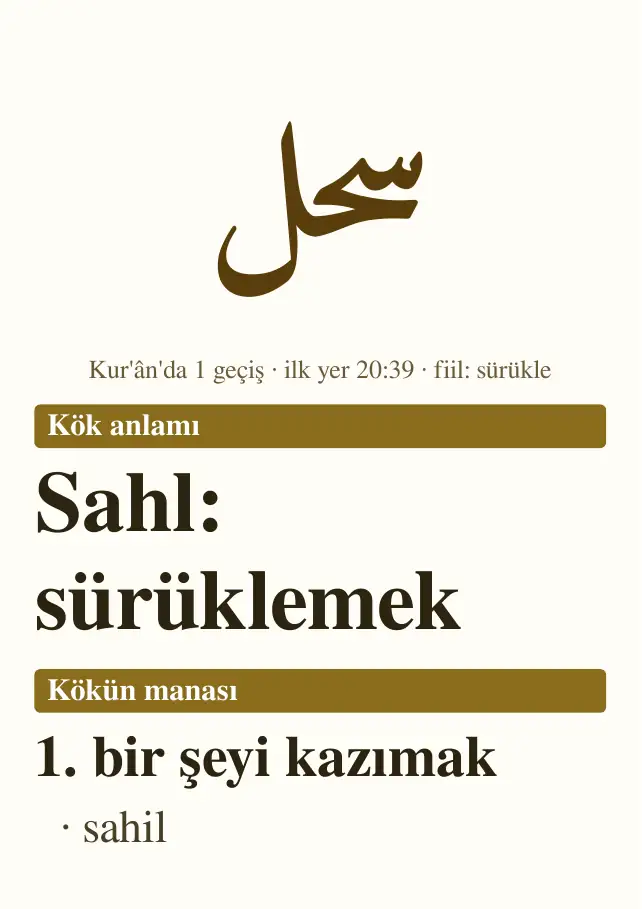 سحل
Kur'ân'da 1 geçiş · ilk yer 20:39 · fiil: sürükle
Kök anlamı
Sahl:
sürüklemek
Kökün manası
1. bir şeyi kazımak
· sahil